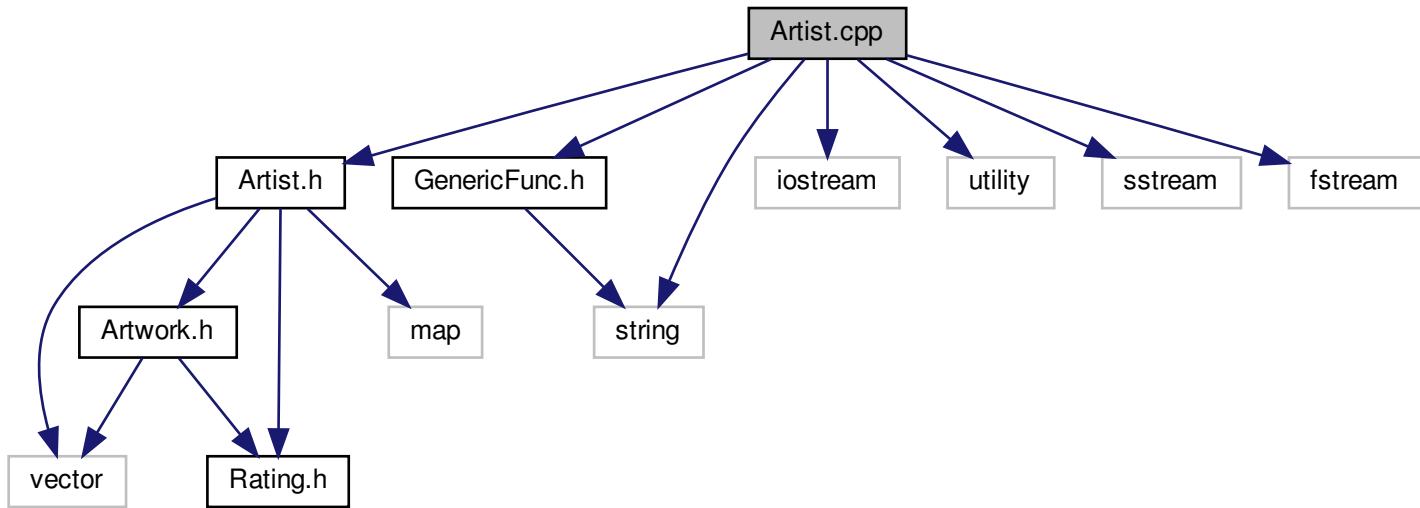 Artist.cpp
Artist.h
GenericFunc.h
iostream
utility
sstream
fstream
Artwork.h
map
string
vector
Rating.h